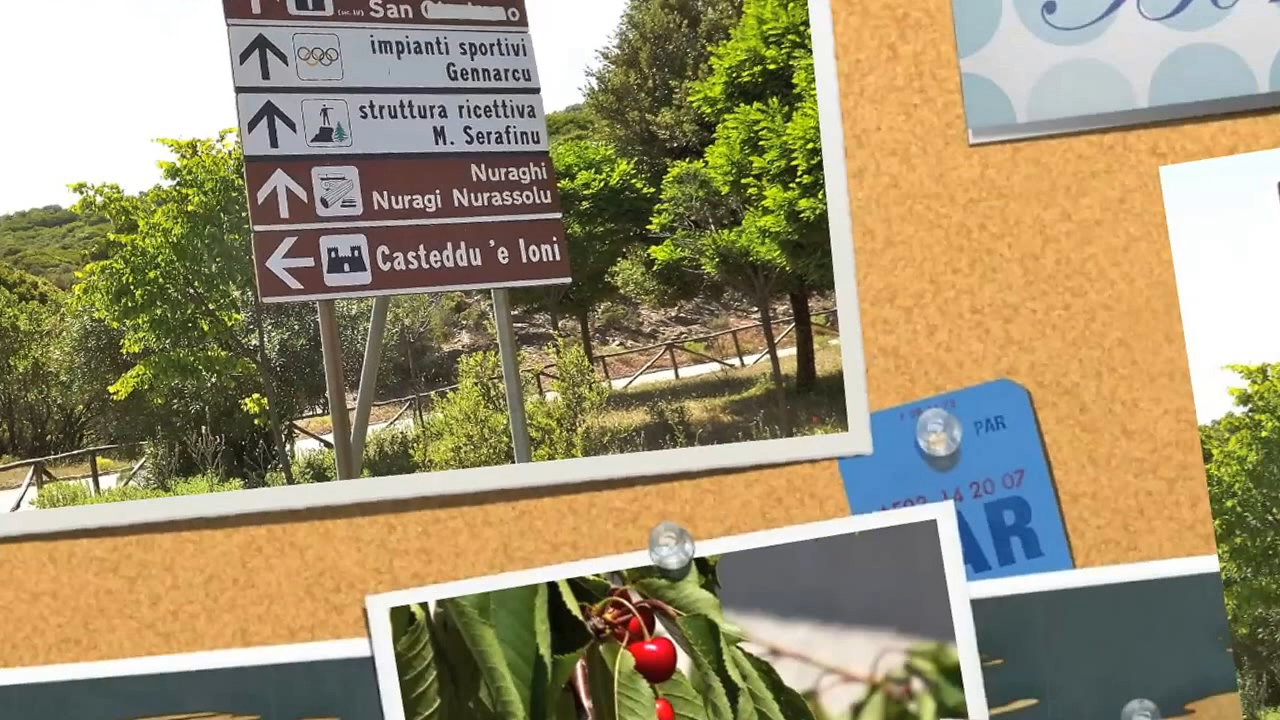 San
impianti sportivi
Gennarcu
struttura ricettiva
M. Serafinu
Nuraghi
Nuragi Nurassolu
Casteddu 'e Ioni
PAR
14 20 07
AR